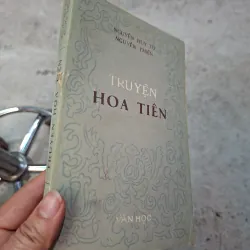 NGUYỄN HUY TỰ
NGUYỄN THIỆN
TRUYỆN
HOA TIÊN
VĂN HỌC